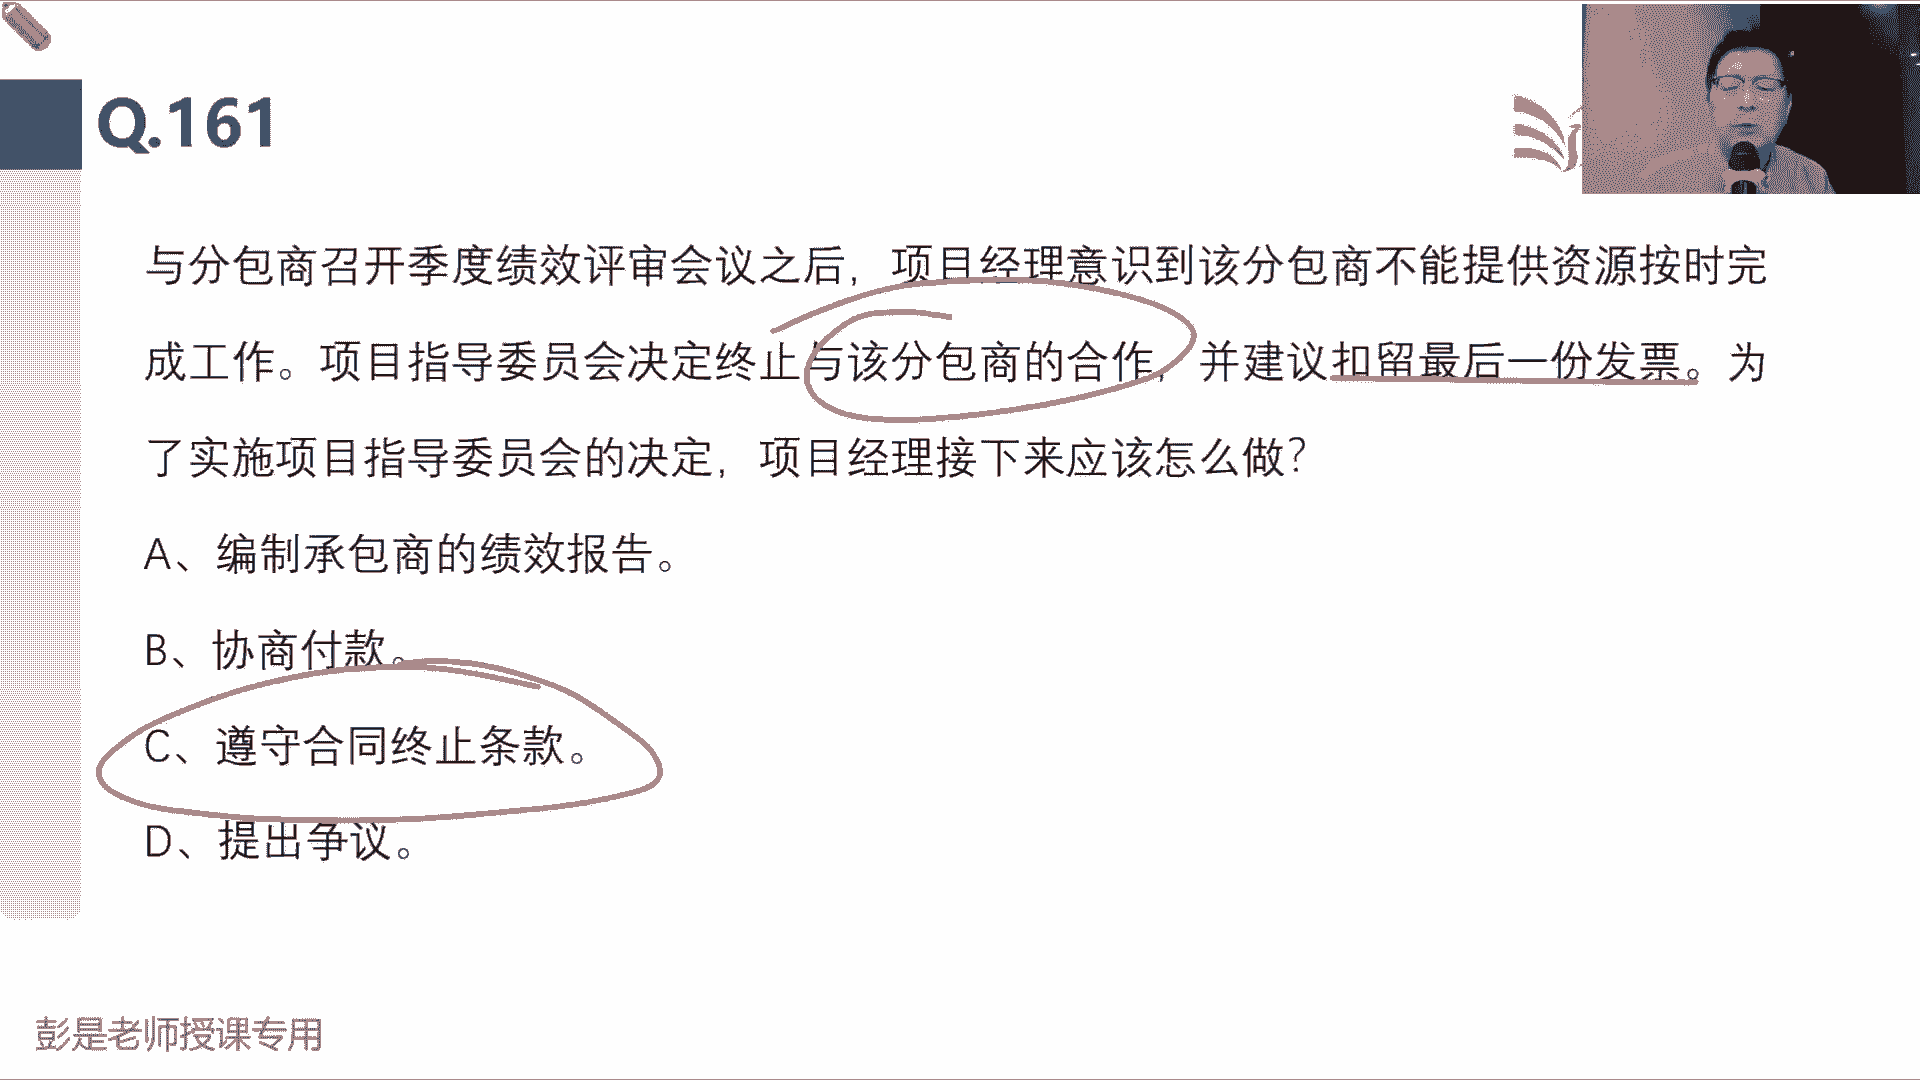 Q.161
与分包商召开季度绩效评审会议之后，项目经理意识到该分包商不能提供资源按时完
成工作。项目指导委员会决定终止与该分包商的合作，并建议扣留最后一份发票。为
了实施项目指导委员会的决定，项目经理接下来应该怎么做？
A、编制承包商的绩效报告。
B、协商付款。
C、遵守合同终止条款。
D、提出争议。
彭是老师授课专用